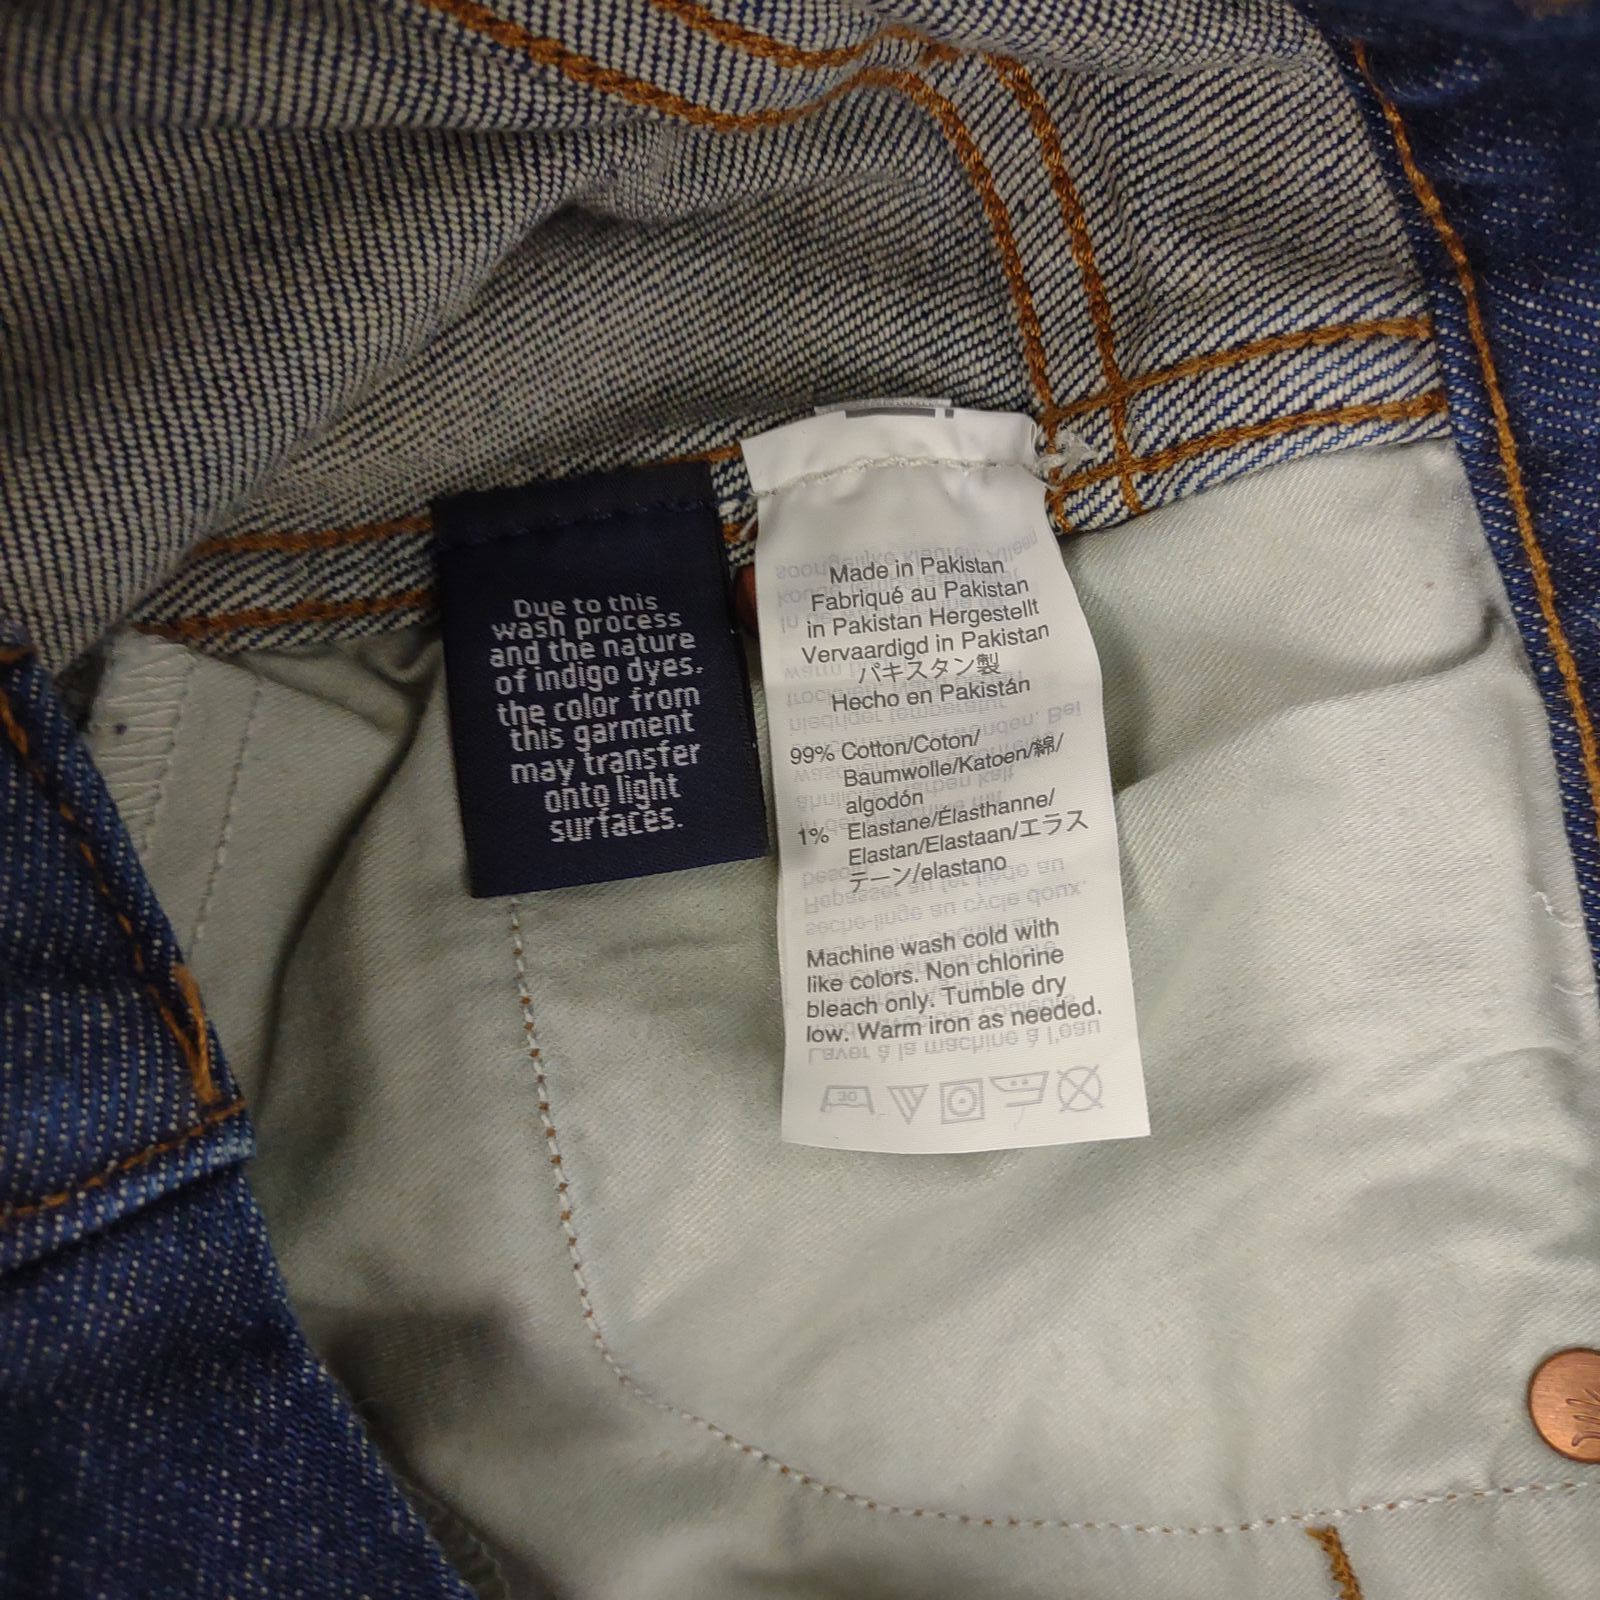 Due to this
wash process
and the nature
of indigo dyes.
the color from
this garment
may transfer
onto light
surfaces.
Made in Pakistan
Fabriqué au Pakistan
in Pakistan Hergestellt
Vervaardigd in Pakistan
パキスタン製
Hecho en Pakistán
99% Cotton/Coton/
Baumwolle/Katoen/綿/
algodón
1% Elastane/Élasthanne/
Elastan/Elastaan/エラス
テーン/elastano
Machine wash cold with
like colors. Non chlorine
bleach only. Tumble dry
low. Warm iron as needed.
30